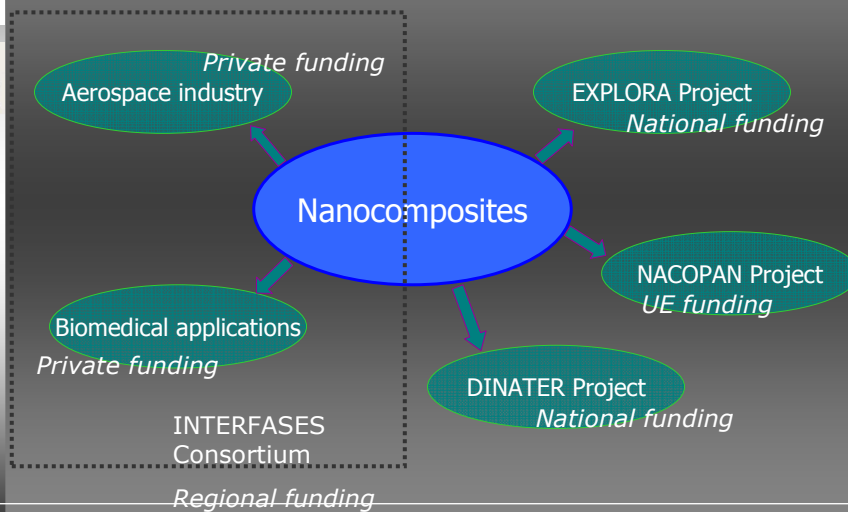 Private funding
Aerospace industry
EXPLORA Project
National funding
Nanocomposites
NACOPAN Project
UE funding
Biomedical applications
Private funding
DINATER Project
National funding
INTERFASES
Consortium
Regional funding